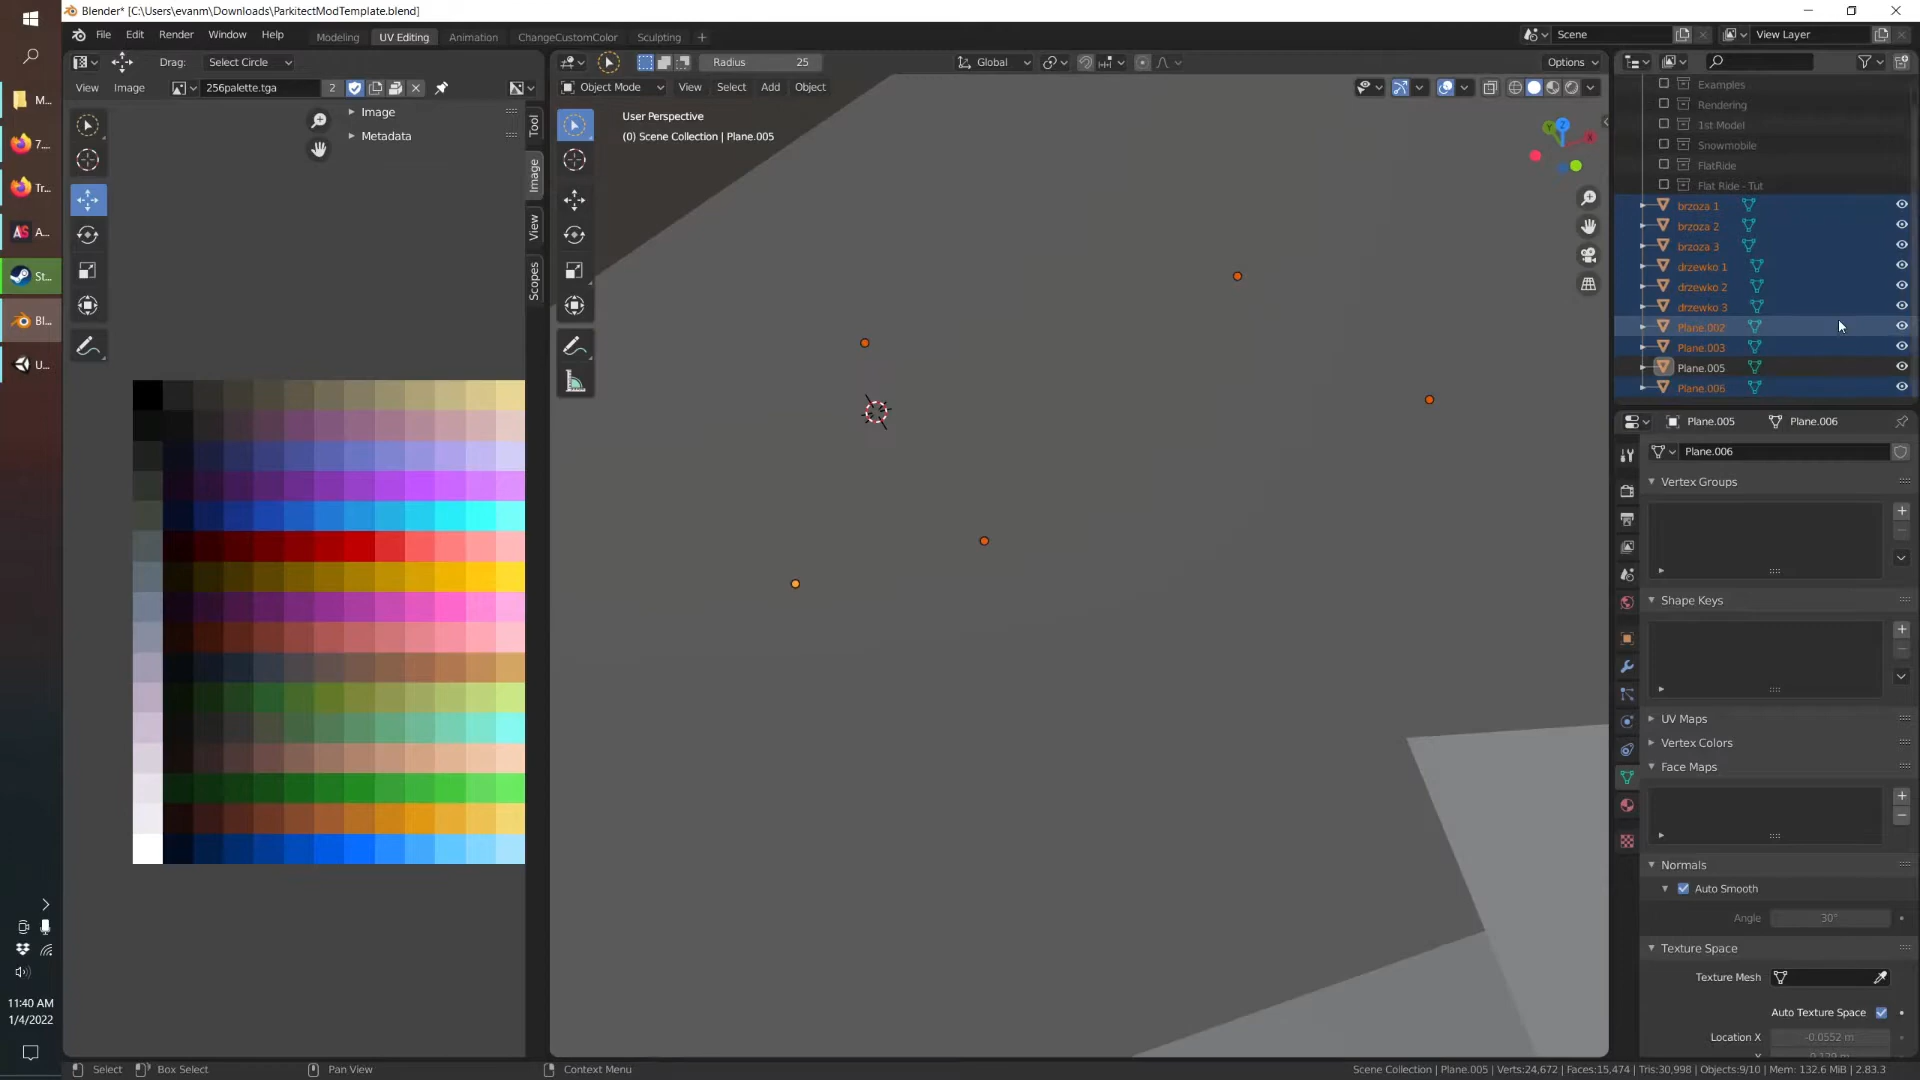 Blender* [C:\Users\evanm\Downloads\ParkitectModTemplate.blend]
File Edit Render Window Help
Modeling UV Editing Animation ChangeCustomColor Sculpting +
Scene
View Layer
Drag: Select Circle
Radius 25
Global
Options
View Image 256palette.tga 2
Object Mode View Select Add Object
Image
Metadata
Tool
Image
View
Scopes
User Perspective
(0) Scene Collection | Plane.005
Z
Y
X
Examples
Rendering
1st Model
Snowmobile
FlatRide
Flat Ride - Tut
brzoza 1
brzoza 2
brzoza 3
drzewko 1
drzewko 2
drzewko 3
Plane.002
Plane.003
Plane.005
Plane.006
Plane.005 Plane.006
Plane.006
Vertex Groups
Shape Keys
UV Maps
Vertex Colors
Face Maps
Normals
Auto Smooth
Angle 30°
Texture Space
Texture Mesh
Auto Texture Space
Location X -0.0552 m
M...
7...
Tr...
A...
St...
Bl...
U...
11:40 AM
1/4/2022
Select Box Select Pan View Context Menu
Scene Collection | Plane.005 | Verts:24,672 | Faces:15,474 | Tris:30,998 | Objects:9/10 | Mem: 132.6 MiB | 2.83.3